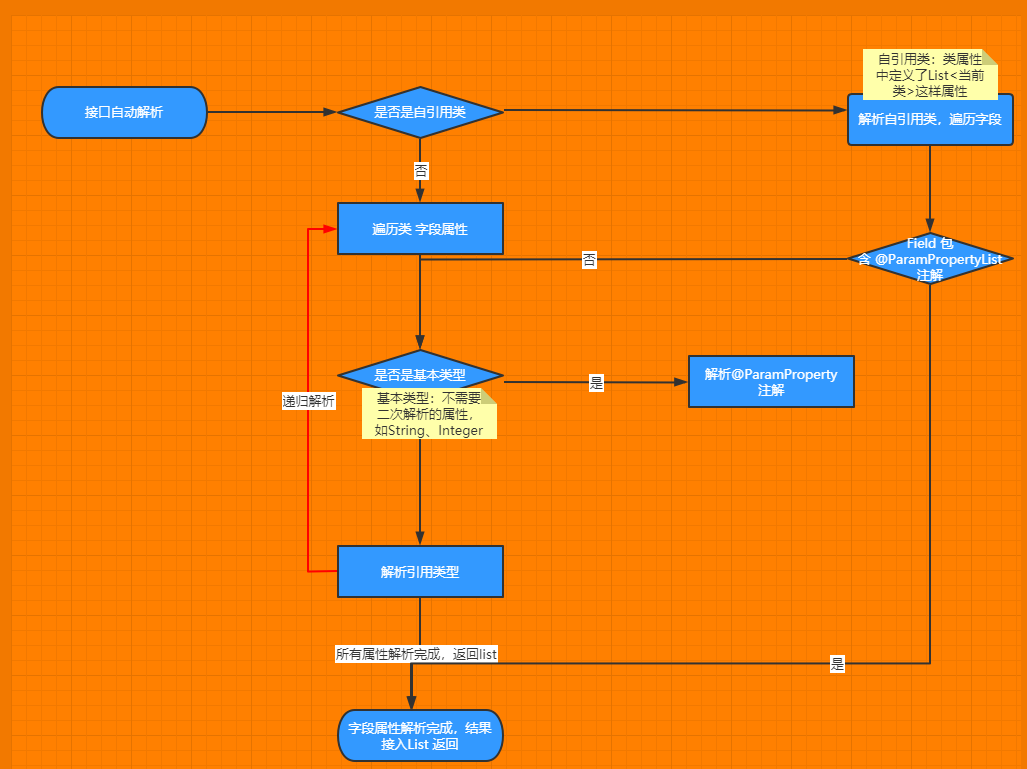 自引用类：类属性
中定义了List<当前
类>这样属性
接口自动解析
是否是自引用类
解析自引用类，遍历字段
否
遍历类 字段属性
Field 包
含 @ParamPropertyList
注解
否
是否是基本类型
基本类型：不需要
二次解析的属性，
如String、Integer
是
解析@ParamProperty
注解
递归解析
解析引用类型
所有属性解析完成，返回list
是
字段属性解析完成，结果
接入List 返回